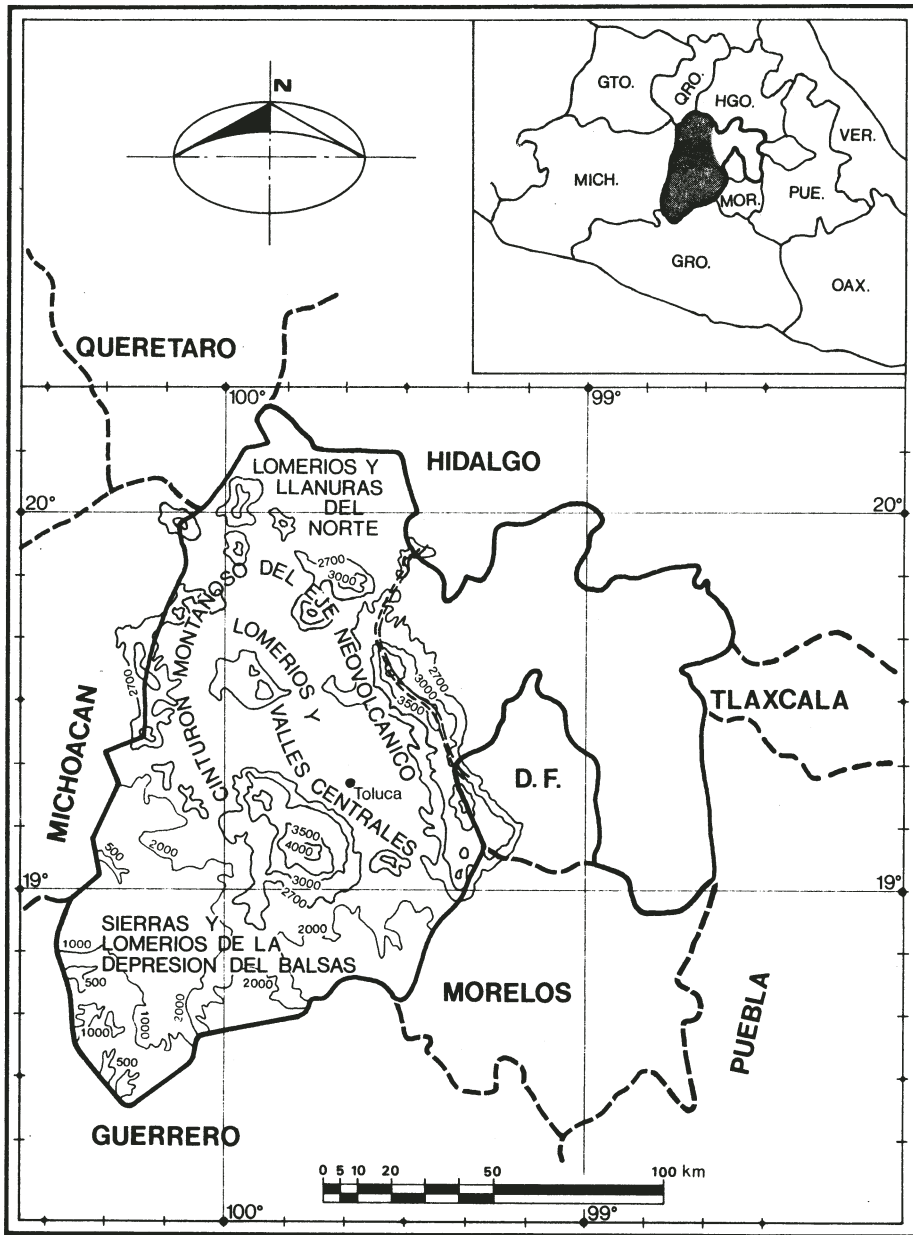 N
GTO.
QRO.
HGO.
VER.
MICH.
MOR.
PUE.
GRO.
OAX.
QUERETARO
100°
99°
HIDALGO
LOMERIOS Y
LLANURAS
DEL
NORTE
20°
20°
2700
3000
CINTURON MONTAÑOSO DEL EJE NEOVOLCANICO
LOMERIOS Y VALLES CENTRALES
2700
3000
3500
2700
MICHOACAN
TLAXCALA
D. F.
Toluca
500
2000
3500
4000
3000
2700
19°
19°
SIERRAS Y
LOMERIOS DE LA
DEPRESION DEL BALSAS
1000
2000
500
2000
2000
1000
1000
500
MORELOS
PUEBLA
GUERRERO
0 5 10 20 50 100 km
100°
99°